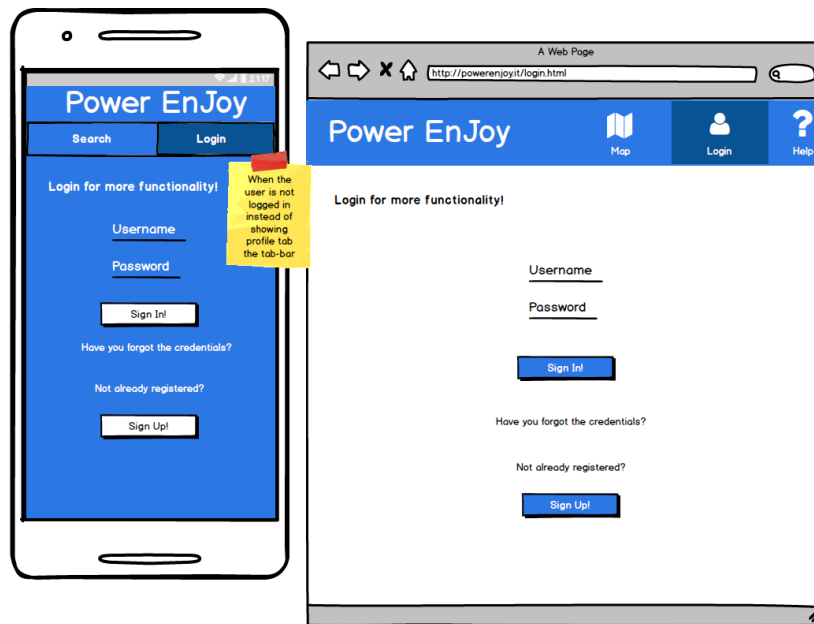 21:17
Power EnJoy
Search Login
Login for more functionality!
Username
Password
Sign In!
Have you forgot the credentials?
Not already registered?
Sign Up!
When the
user is not
logged in
instead of
showing
profile tab
the tab-bar
A Web Page
http://powerenjoy.it/login.html
Power EnJoy
Map Login Help
Login for more functionality!
Username
Password
Sign In!
Have you forgot the credentials?
Not already registered?
Sign Up!